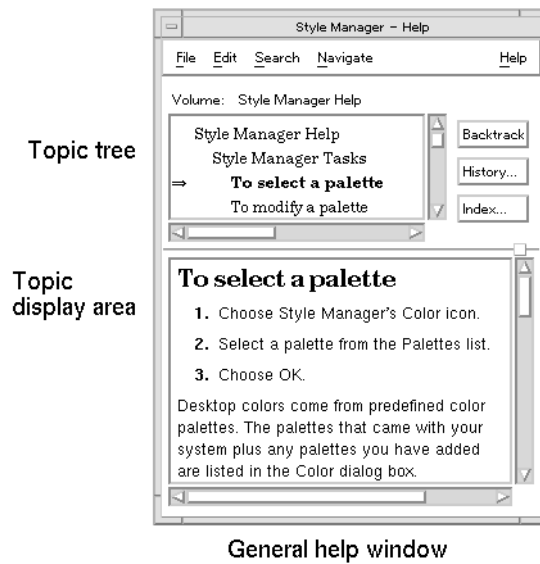 Style Manager – Help
File Edit Search Navigate Help
Volume: Style Manager Help
Topic tree
Style Manager Help
Style Manager Tasks
⇒ To select a palette
To modify a palette
Backtrack
History...
Index...
Topic
display area
To select a palette
1. Choose Style Manager's Color icon.
2. Select a palette from the Palettes list.
3. Choose OK.
Desktop colors come from predefined color
palettes. The palettes that came with your
system plus any palettes you have added
are listed in the Color dialog box.
General help window